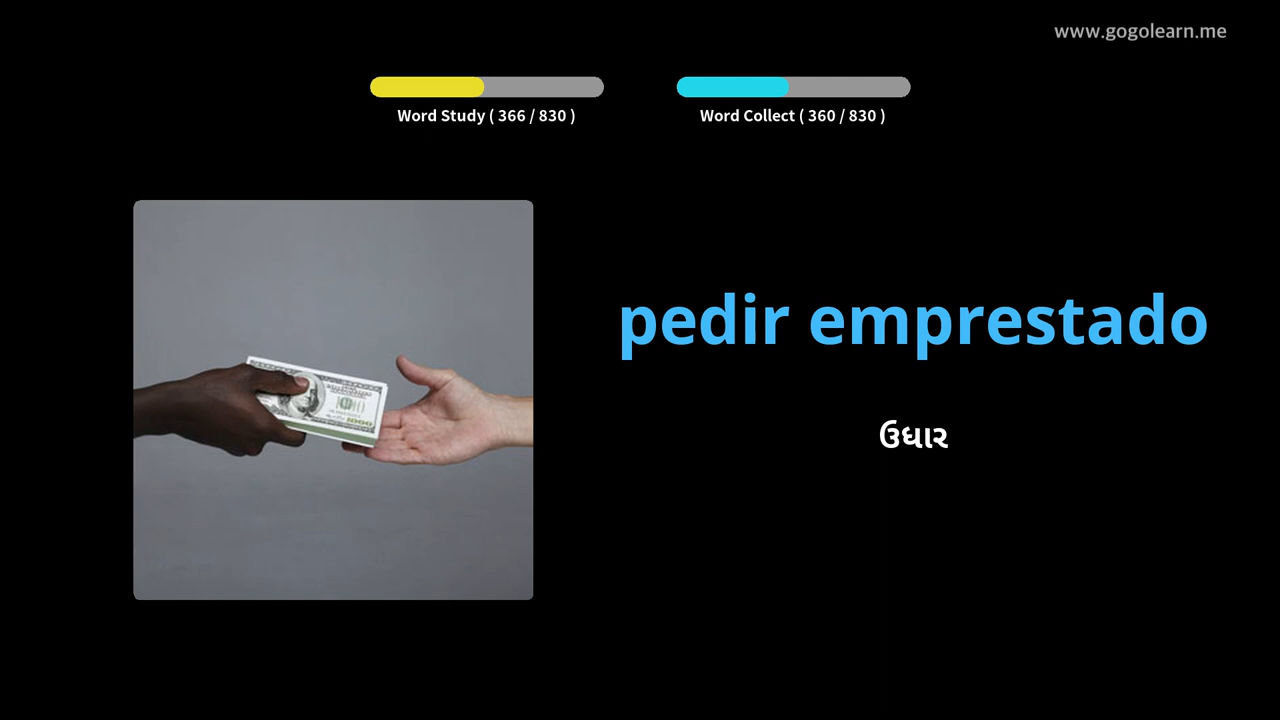 www.gogolearn.me
Word Study ( 366 / 830 )
Word Collect ( 360 / 830 )
pedir emprestado
ઉધાર